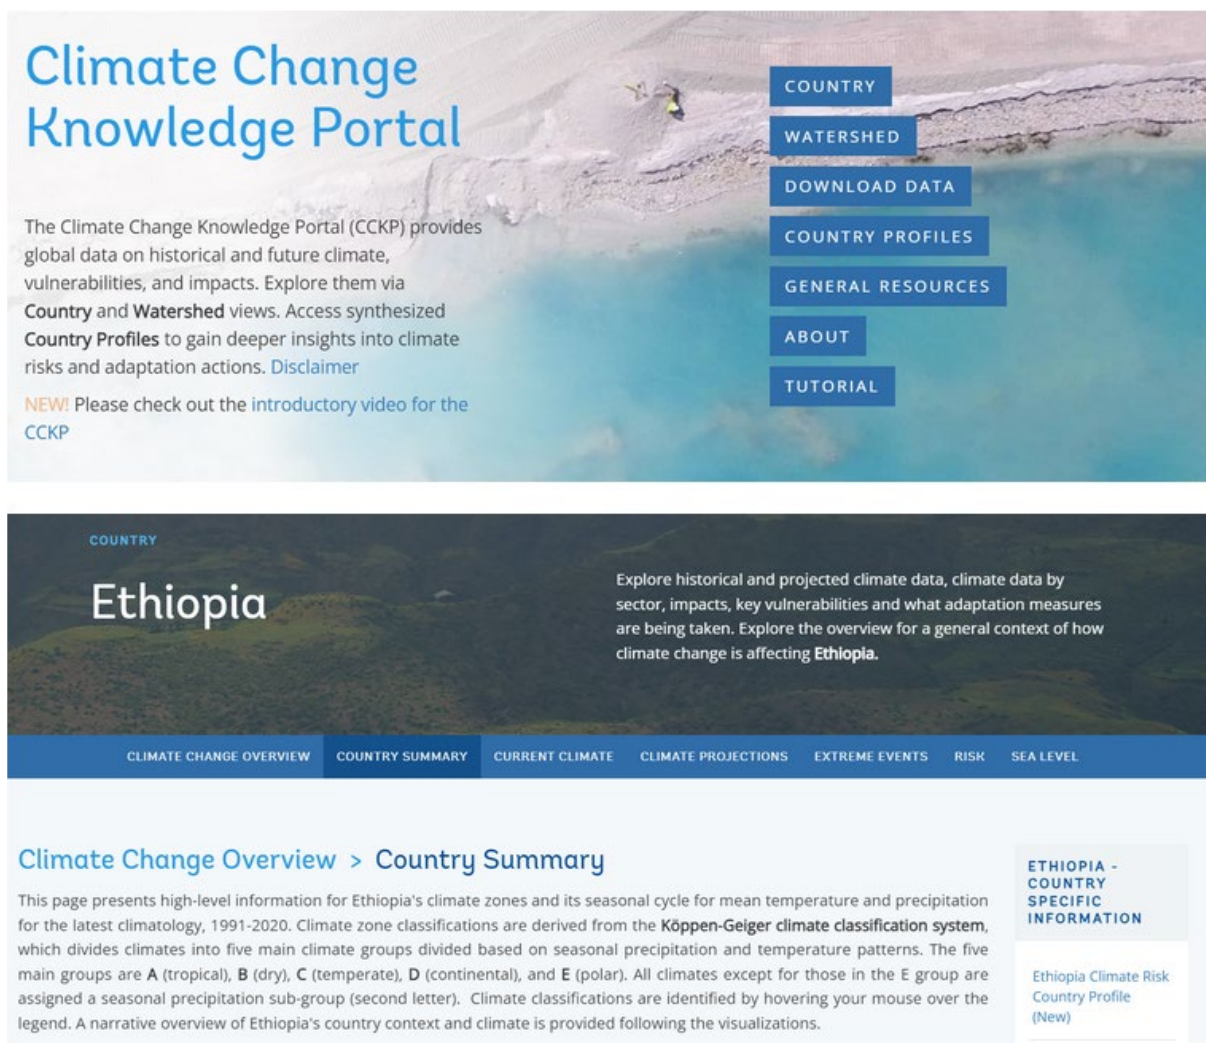 Climate Change
Knowledge Portal
The Climate Change Knowledge Portal (CCKP) provides
global data on historical and future climate,
vulnerabilities, and impacts. Explore them via
Country and Watershed views. Access synthesized
Country Profiles to gain deeper insights into climate
risks and adaptation actions. Disclaimer
NEW! Please check out the introductory video for the
CCKP
COUNTRY
WATERSHED
DOWNLOAD DATA
COUNTRY PROFILES
GENERAL RESOURCES
ABOUT
TUTORIAL
COUNTRY
Ethiopia
Explore historical and projected climate data, climate data by
sector, impacts, key vulnerabilities and what adaptation measures
are being taken. Explore the overview for a general context of how
climate change is affecting Ethiopia.
CLIMATE CHANGE OVERVIEW COUNTRY SUMMARY CURRENT CLIMATE CLIMATE PROJECTIONS EXTREME EVENTS RISK SEA LEVEL
Climate Change Overview > Country Summary
This page presents high-level information for Ethiopia's climate zones and its seasonal cycle for mean temperature and precipitation
for the latest climatology, 1991-2020. Climate zone classifications are derived from the Köppen-Geiger climate classification system,
which divides climates into five main climate groups divided based on seasonal precipitation and temperature patterns. The five
main groups are A (tropical), B (dry), C (temperate), D (continental), and E (polar). All climates except for those in the E group are
assigned a seasonal precipitation sub-group (second letter). Climate classifications are identified by hovering your mouse over the
legend. A narrative overview of Ethiopia's country context and climate is provided following the visualizations.
ETHIOPIA -
COUNTRY
SPECIFIC
INFORMATION
Ethiopia Climate Risk
Country Profile
(New)